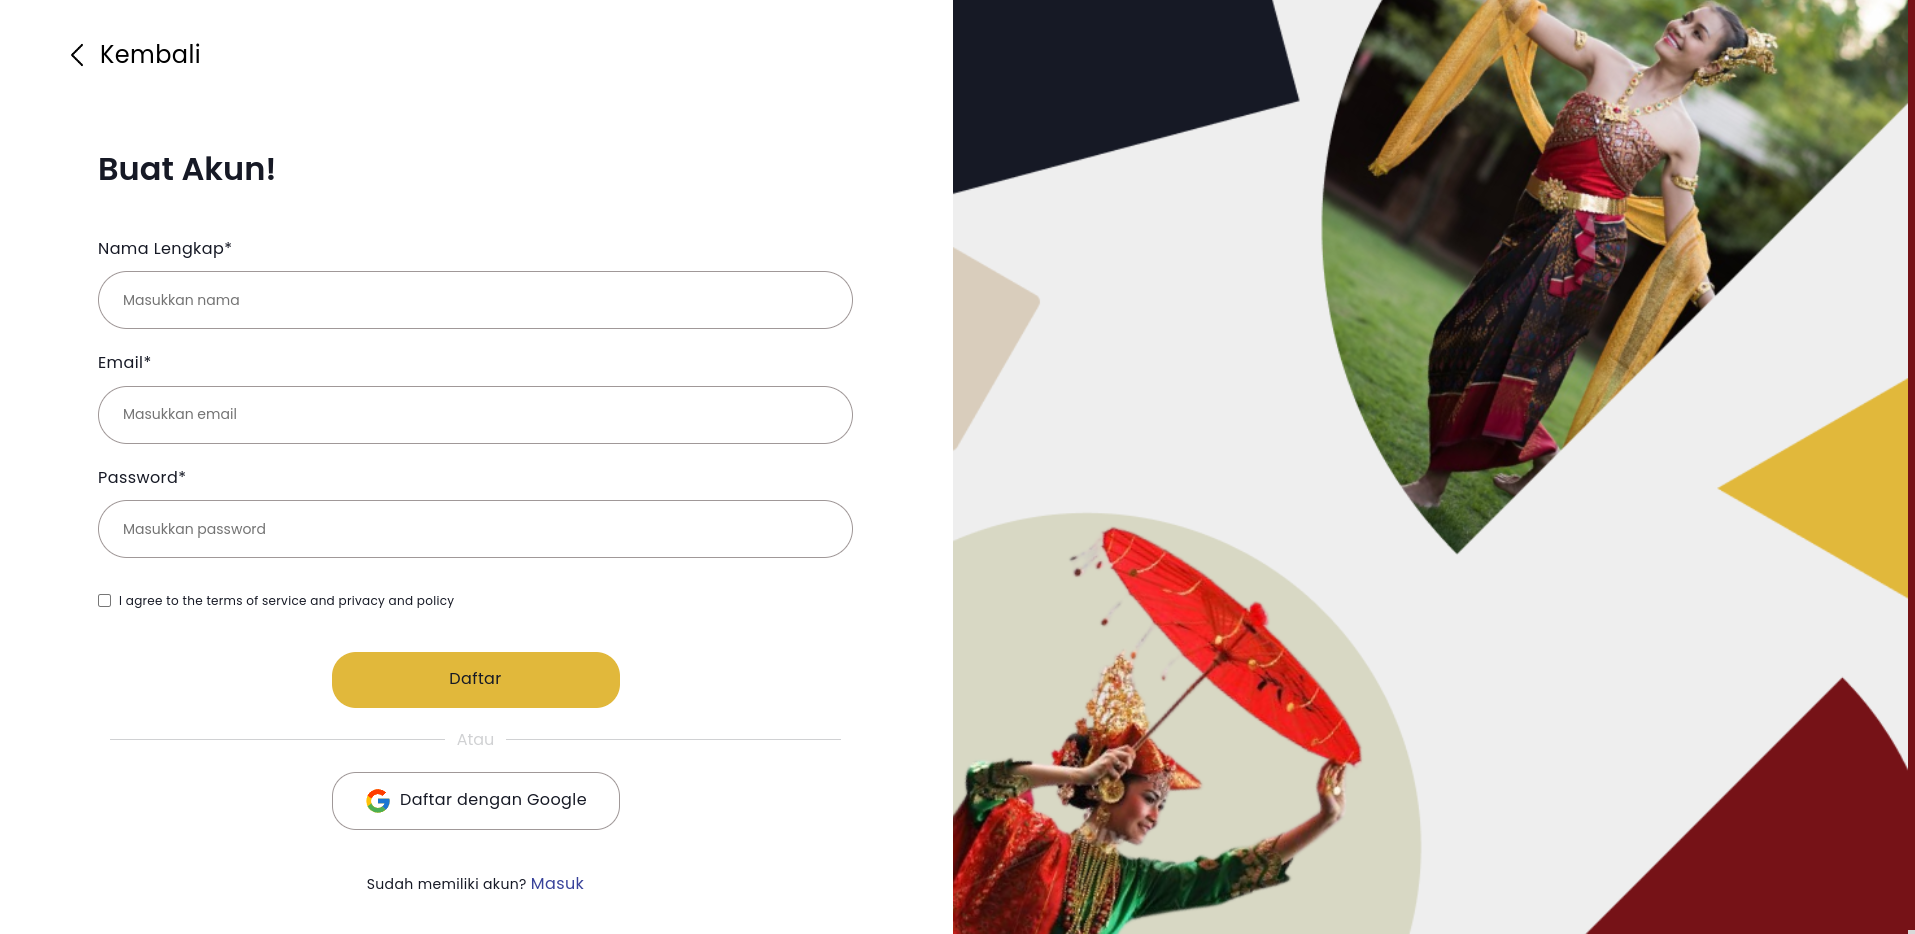 Kembali
Buat Akun!
Nama Lengkap*
Masukkan nama
Email*
Masukkan email
Password*
Masukkan password
I agree to the terms of service and privacy and policy
Daftar
Atau
Daftar dengan Google
Sudah memiliki akun? Masuk